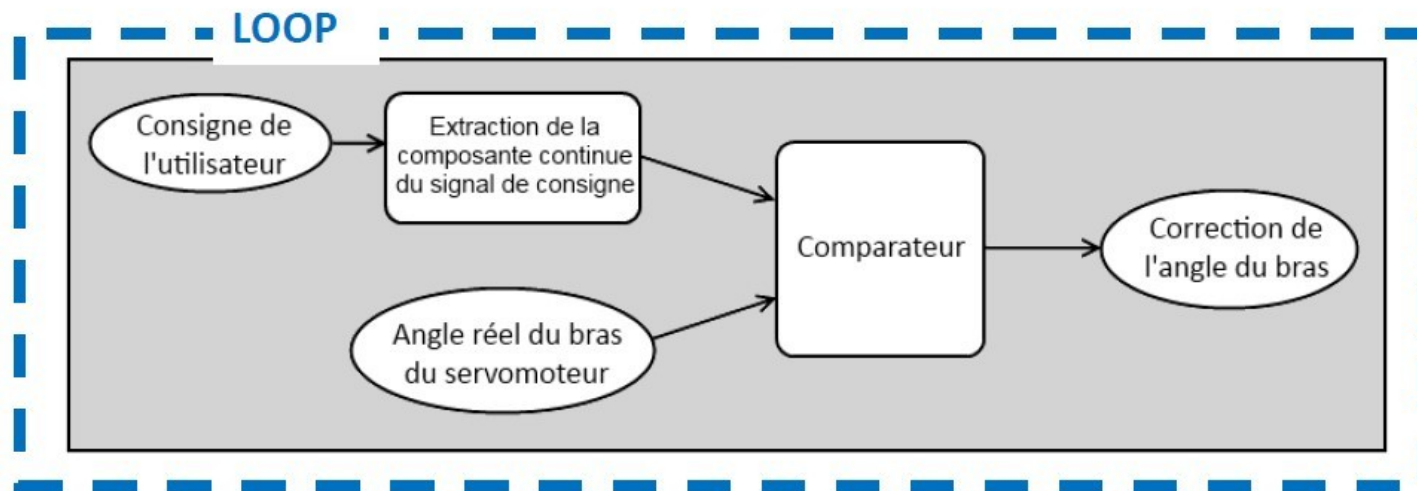 LOOP
Consigne de
l'utilisateur
Extraction de la
composante continue
du signal de consigne
Comparateur
Correction de
l'angle du bras
Angle réel du bras
du servomoteur